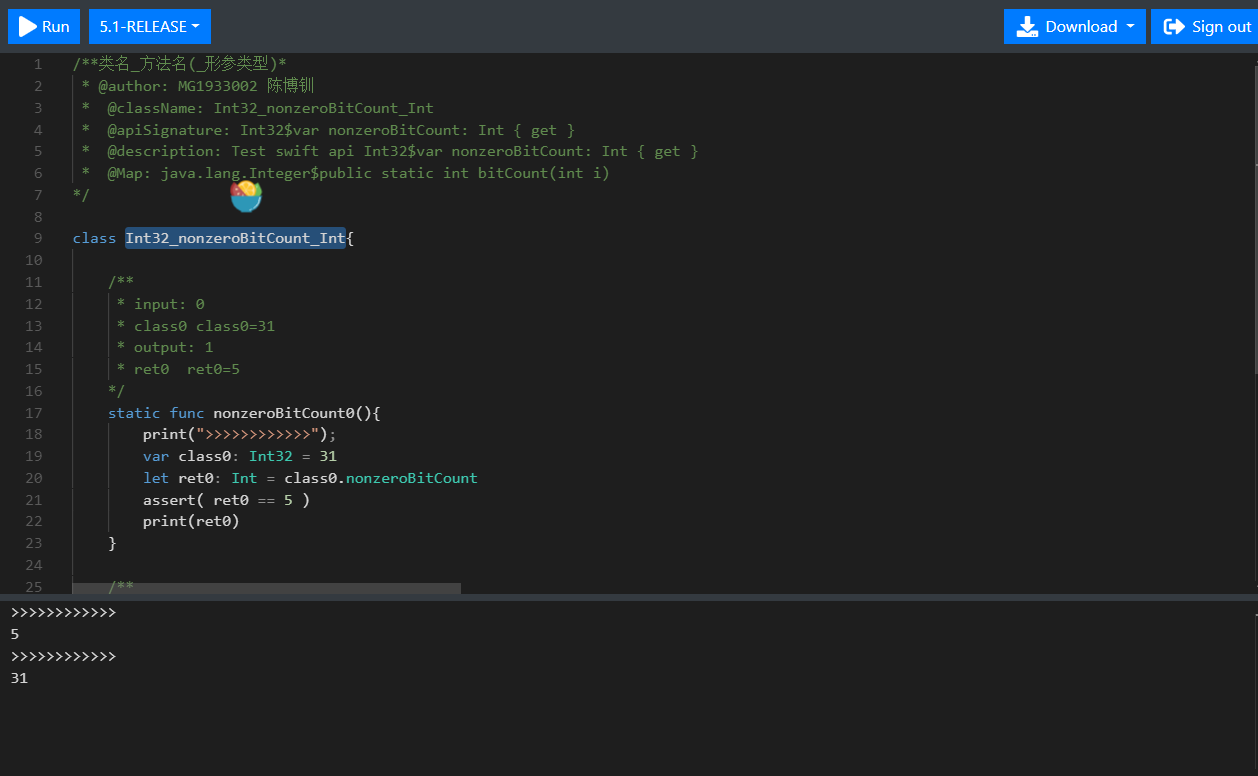 Run 5.1-RELEASE Download Sign out
1 /**类名_方法名(_形参类型)*
2 * @author: MG1933002 陈博钏
3 * @className: Int32_nonzeroBitCount_Int
4 * @apiSignature: Int32$var nonzeroBitCount: Int { get }
5 * @description: Test swift api Int32$var nonzeroBitCount: Int { get }
6 * @Map: java.lang.Integer$public static int bitCount(int i)
7 */
8
9 class Int32_nonzeroBitCount_Int{
10
11 /**
12 * input: 0
13 * class0 class0=31
14 * output: 1
15 * ret0  ret0=5
16 */
17 static func nonzeroBitCount0(){
18 print(">>>>>>>>>>>>");
19 var class0: Int32 = 31
20 let ret0: Int = class0.nonzeroBitCount
21 assert( ret0 == 5 )
22 print(ret0)
23 }
24
25 /**
>>>>>>>>>>>>
5
>>>>>>>>>>>>
31